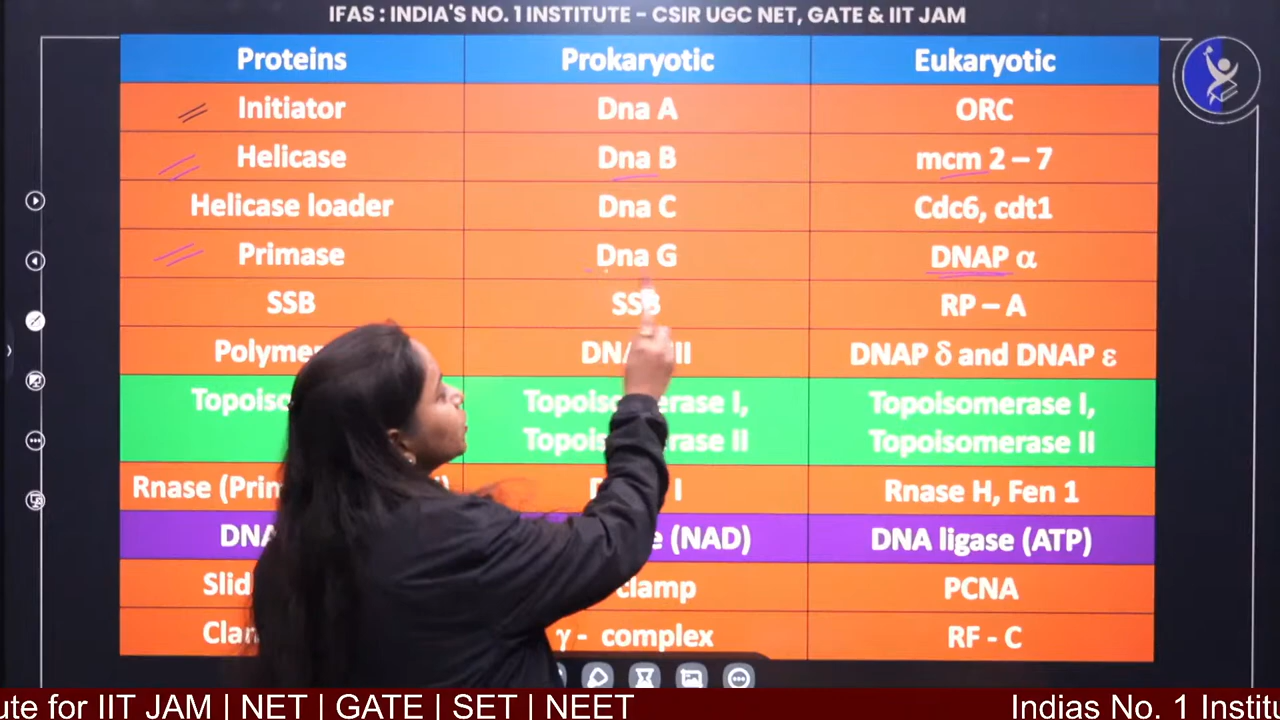 IFAS : INDIA'S NO. 1 INSTITUTE - CSIR UGC NET, GATE & IIT JAM
Proteins Prokaryotic Eukaryotic
Initiator Dna A ORC
Helicase Dna B mcm 2 – 7
Helicase loader Dna C Cdc6, cdt1
Primase Dna G DNAP α
SSB SSB RP – A
DNAP δ and DNAP ε
Topoisomerase I, Topoisomerase I,
Topoisomerase II Topoisomerase II
Rnase I Rnase H, Fen 1
(NAD) DNA ligase (ATP)
clamp PCNA
γ - complex RF - C
IIT JAM | NET | GATE | SET | NEET Indias No. 1